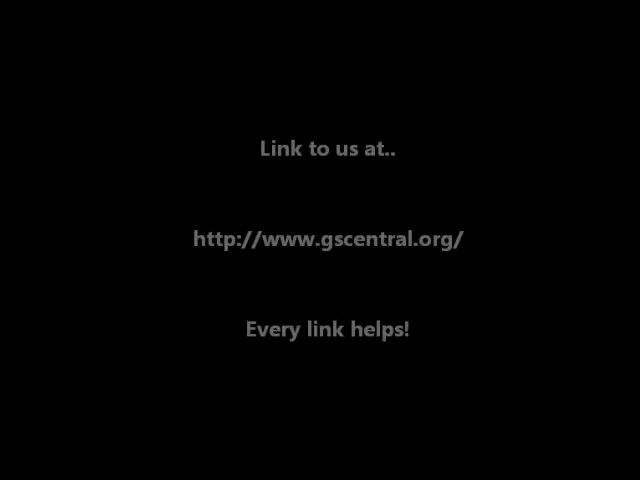 Link to us at..
http://www.gscentral.org/
Every link helps!